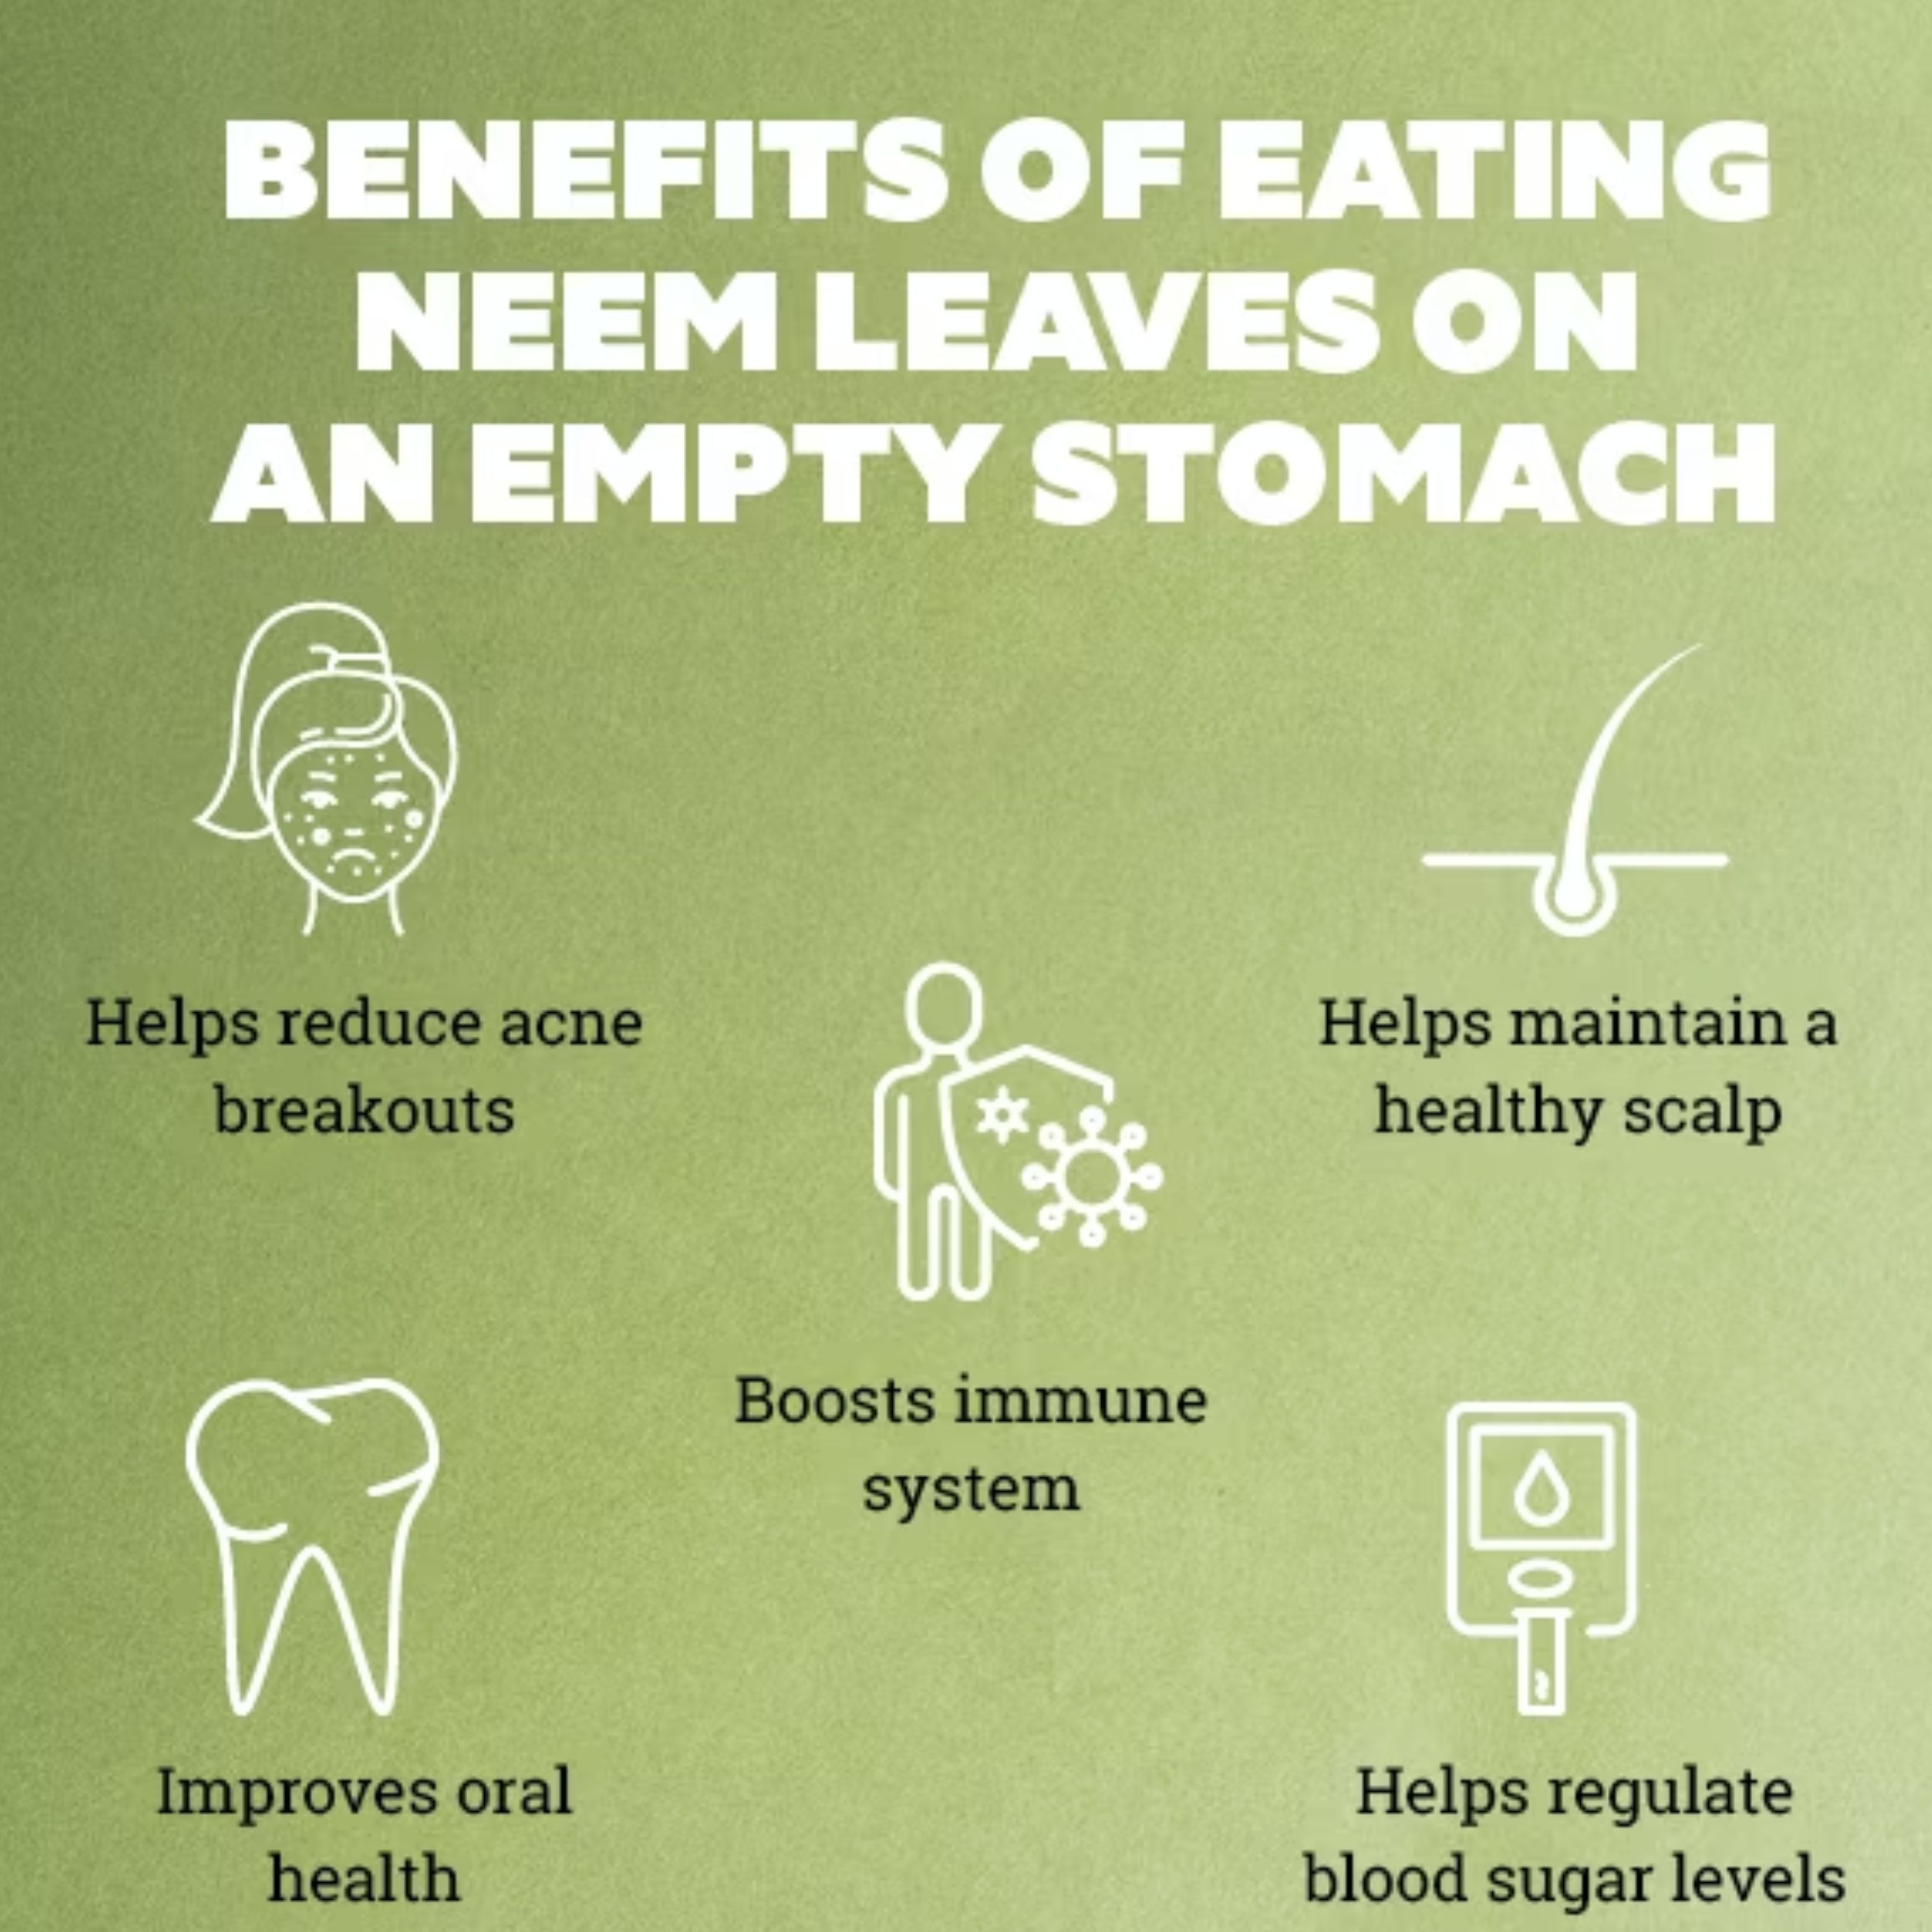 BENEFITS OF EATING
NEEM LEAVES ON
AN EMPTY STOMACH
Helps reduce acne
breakouts
Helps maintain a
healthy scalp
Boosts immune
system
Improves oral
health
Helps regulate
blood sugar levels